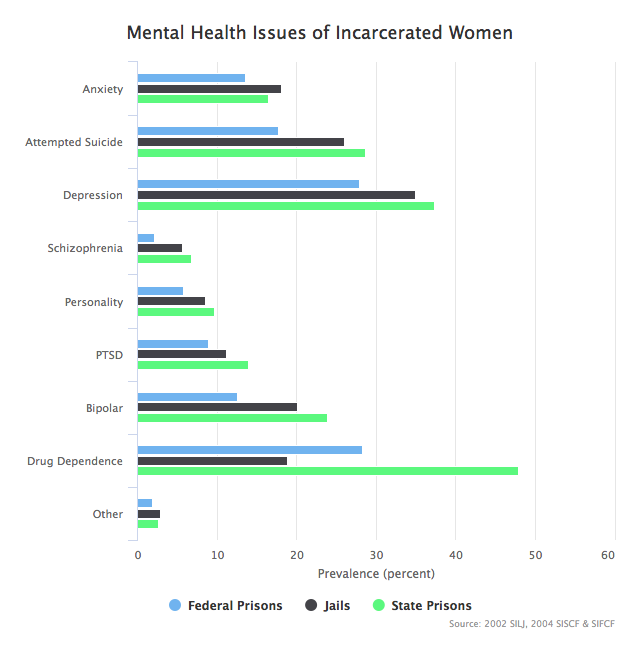 Mental Health Issues of Incarcerated Women
Anxiety
Attempted Suicide
Depression
Schizophrenia
Personality
PTSD
Bipolar
Drug Dependence
Other
0 10 20 30 40 50 60
Prevalence (percent)
Federal Prisons Jails State Prisons
Source: 2002 SILJ, 2004 SISCF & SIFCF